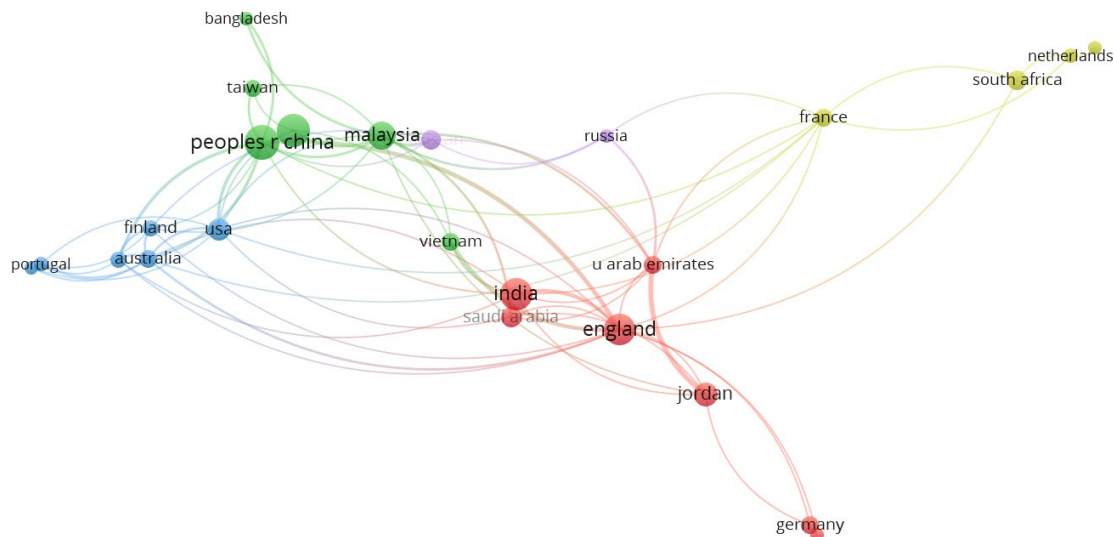 bangladesh
taiwan
peoples r china
malaysia
russia
france
netherlands
south africa
finland
usa
portugal
australia
vietnam
u arab emirates
india
saudi arabia
england
jordan
germany